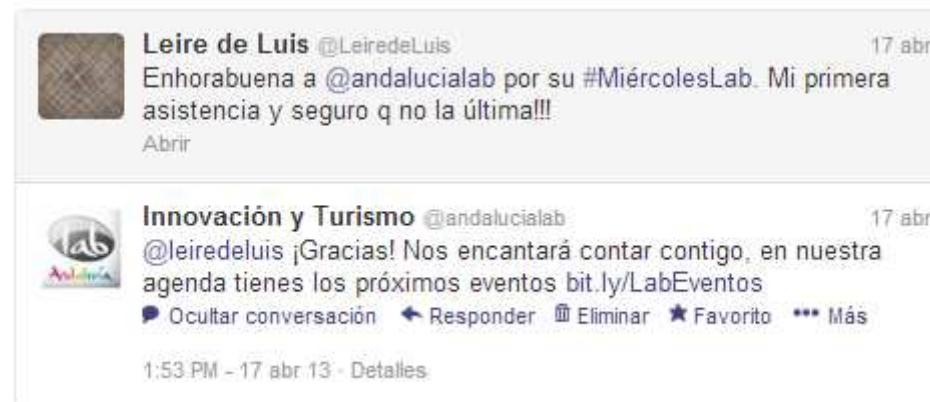 Leire de Luis @LeiredeLuis 17 abr
Enhorabuena a @andalucialab por su #MiércolesLab. Mi primera
asistencia y seguro q no la última!!!
Abrir
lab
Andalucía
Innovación y Turismo @andalucialab 17 abr
@leiredeluis ¡Gracias! Nos encantará contar contigo, en nuestra
agenda tienes los próximos eventos bit.ly/LabEventos
Ocultar conversación Responder Eliminar Favorito Más
1:53 PM - 17 abr 13 · Detalles